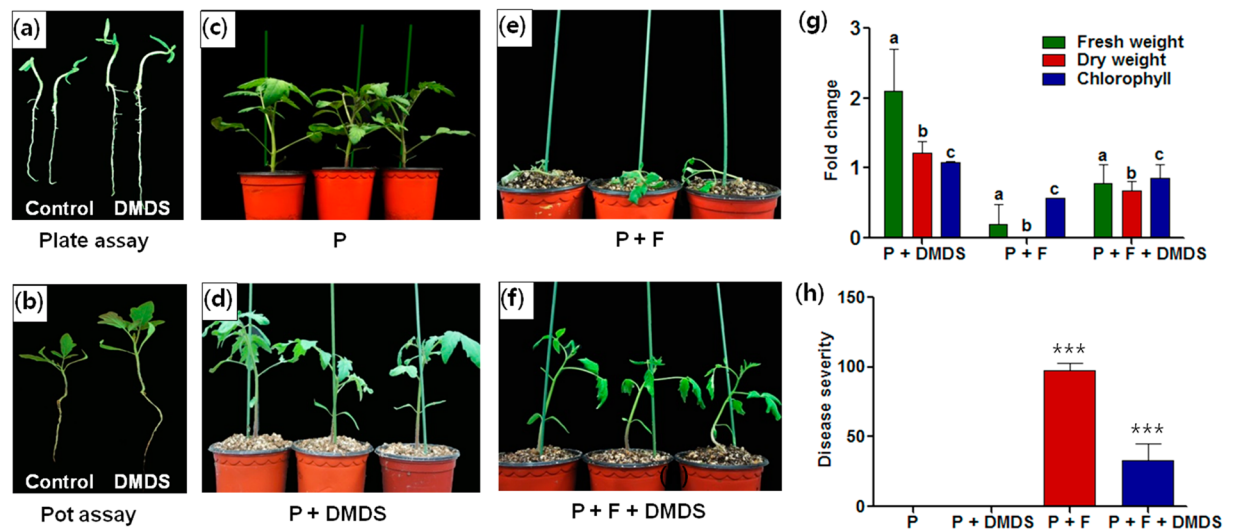 (a)
Control DMDS
Plate assay
(b)
Control DMDS
Pot assay
(c)
P
(d)
P + DMDS
(e)
P + F
(f)
P + F + DMDS
(g)
Fold change
3
2
1
0
Fresh weight
Dry weight
Chlorophyll
a
b
c
a
b
c
a
b
c
P + DMDS P + F P + F + DMDS
(h)
Disease severity
150
100
50
0
***
***
P P + DMDS P + F P + F + DMDS